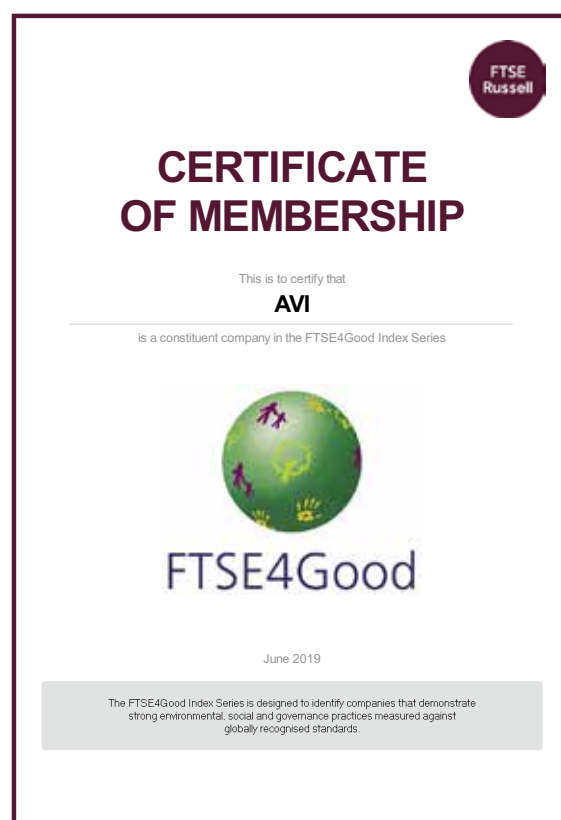 FTSE
Russell
CERTIFICATE
OF MEMBERSHIP
This is to certify that
AVI
is a constituent company in the FTSE4Good Index Series
FTSE4Good
June 2019
The FTSE4Good Index Series is designed to identify companies that demonstrate
strong environmental, social and governance practices measured against
globally recognised standards.